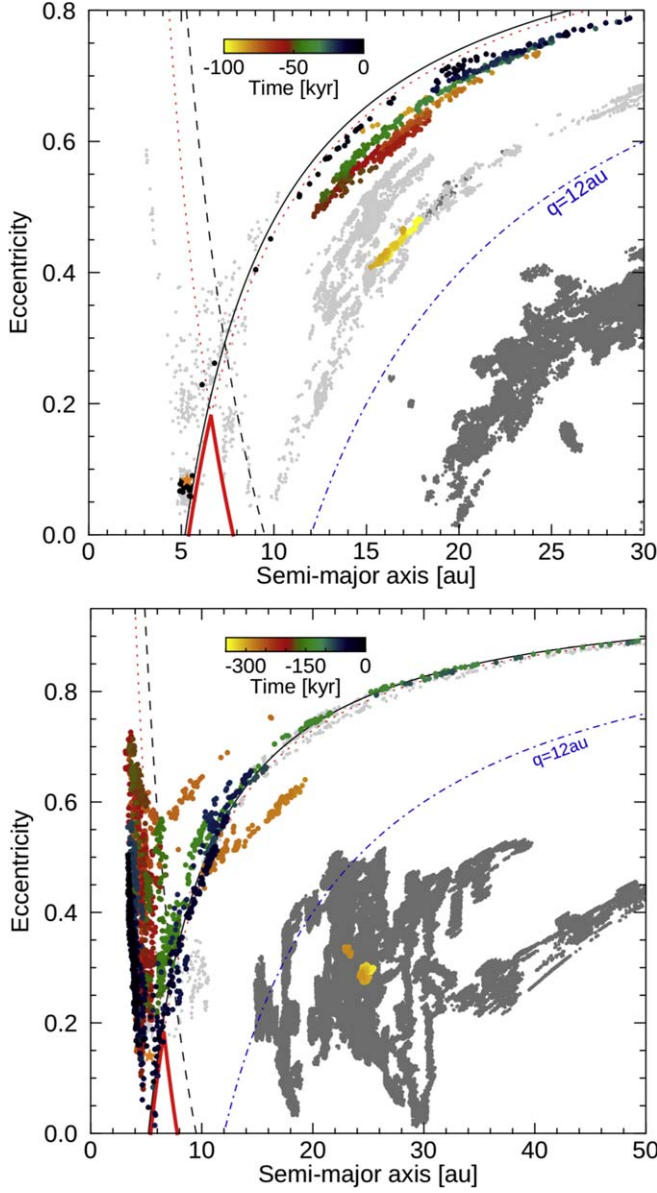 0.8
-100 -50 0
Time [kyr]
0.6
q=12au
Eccentricity
0.4
0.2
0.0
0 5 10 15 20 25 30
Semi-major axis [au]
-300 -150 0
Time [kyr]
0.8
q=12au
0.6
Eccentricity
0.4
0.2
0.0
0 10 20 30 40 50
Semi-major axis [au]